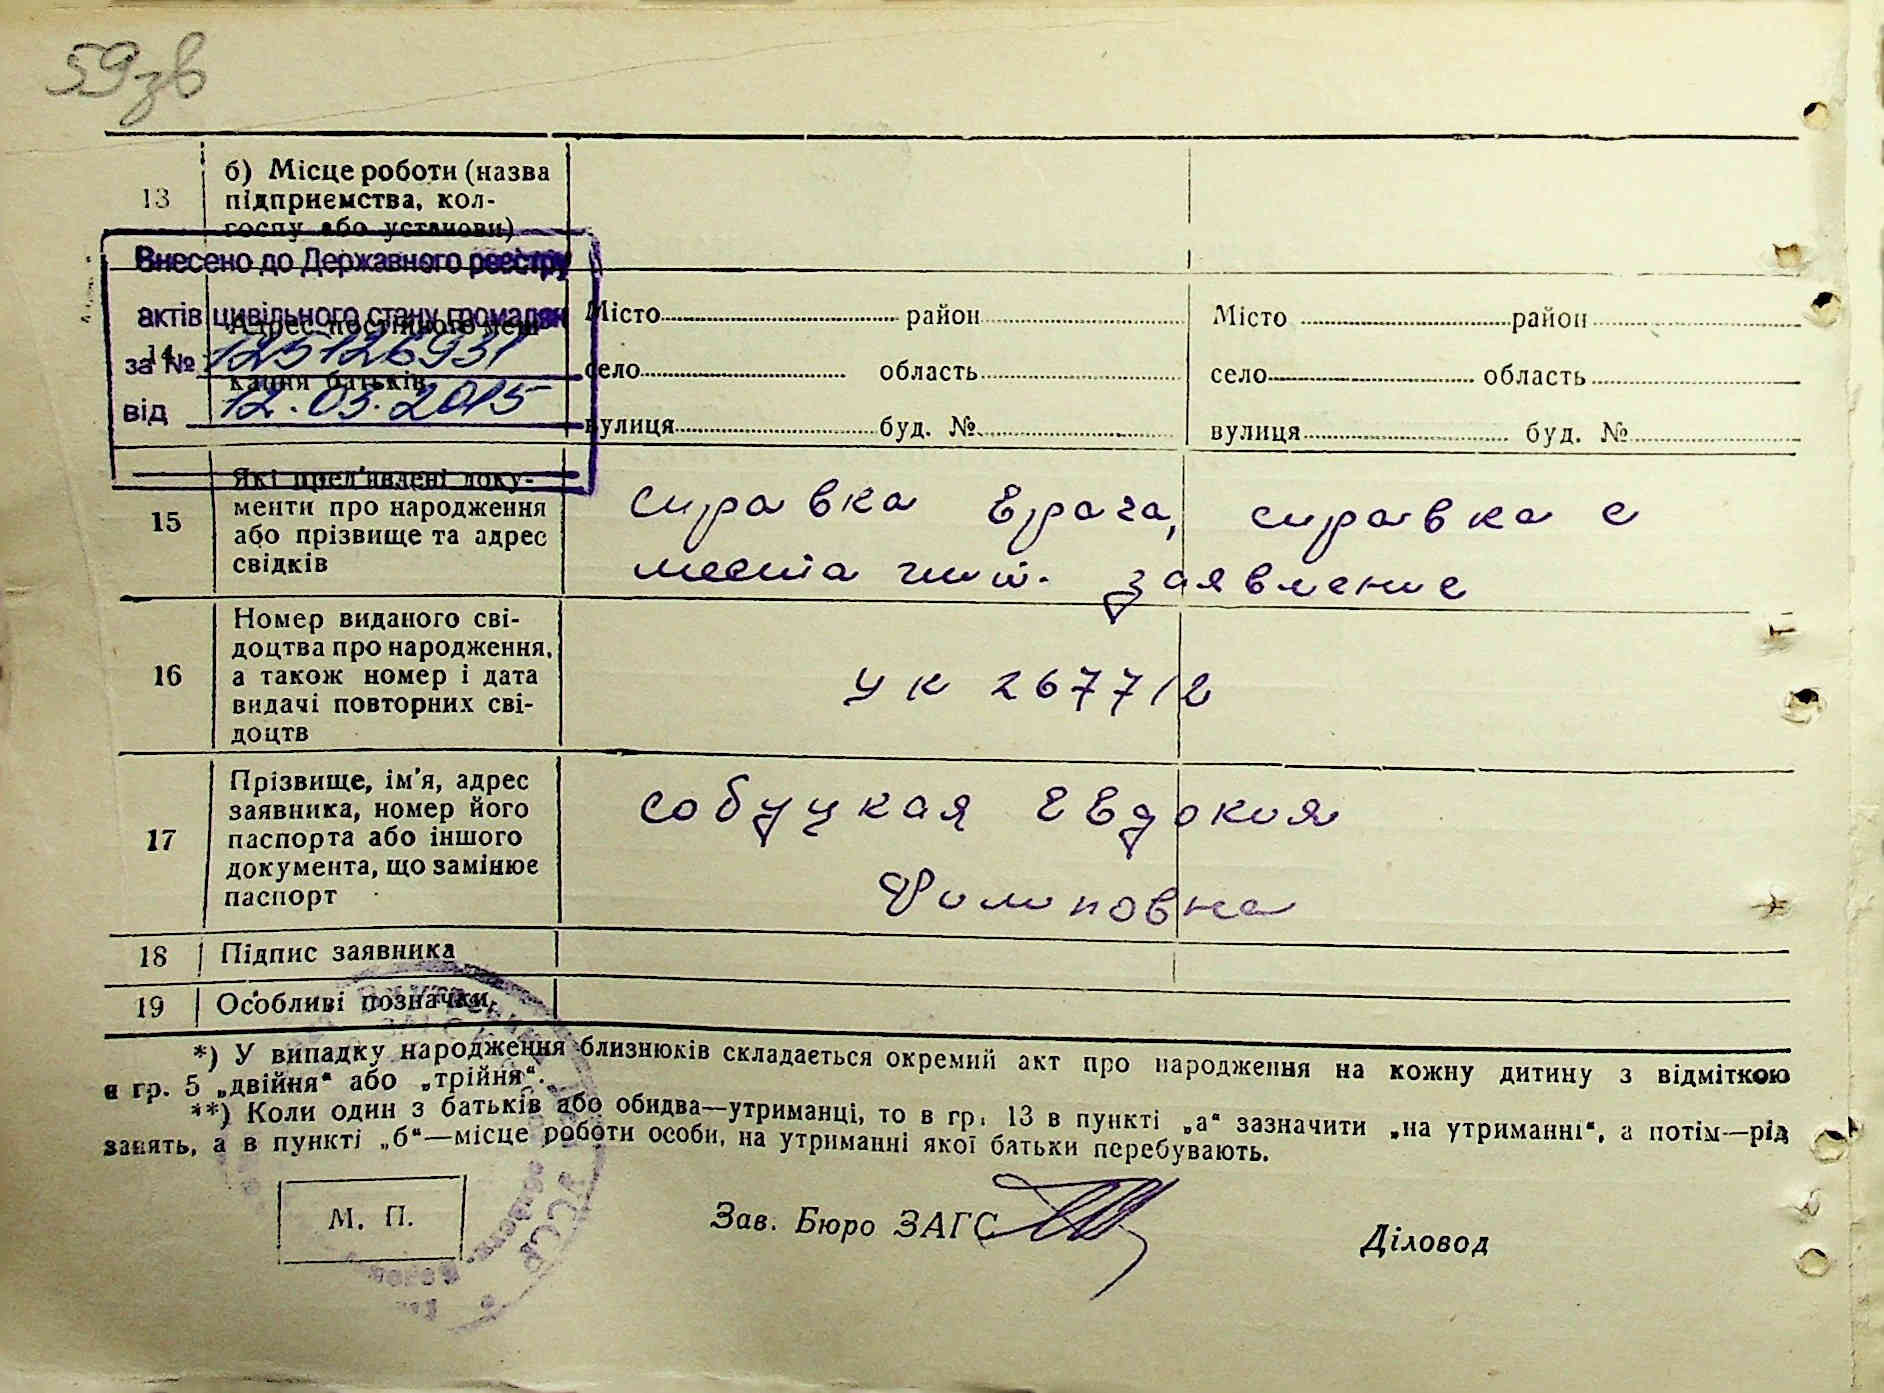 59зв
13
б) Місце роботи (назва
підприємства, кол-
госпу або установи)
Внесено до Державного реєстру
актів цивільного стану громадян
за № 125126931
від 12.03.2015
14
Адрес постійного меш-
кання батьків
Місто район
село область
вулиця буд. №
Місто район
село область
вулиця буд. №
15
Які пред'явлені доку-
менти про народження
або прізвище та адрес
свідків
справка врача, справка с
места жит. заявление
16
Номер виданого сві-
доцтва про народження,
а також номер і дата
видачі повторних сві-
доцтв
УК 267712
17
Прізвище, ім'я, адрес
заявника, номер його
паспорта або іншого
документа, що замінює
паспорт
Собуцкая Евдокия
Филиповна
18 Підпис заявника
19 Особливі позначки
*) У випадку народження близнюків складається окремий акт про народження на кожну дитину з відміткою
в гр. 5 „двійня“ або „трійня“.
**) Коли один з батьків або обидва—утриманці, то в гр. 13 в пункті „а“ зазначити „на утриманні“, а потім—рід
занять, а в пункті „б“—місце роботи особи, на утриманні якої батьки перебувають.
М. П.
Зав. Бюро ЗАГС
Діловод
УССР